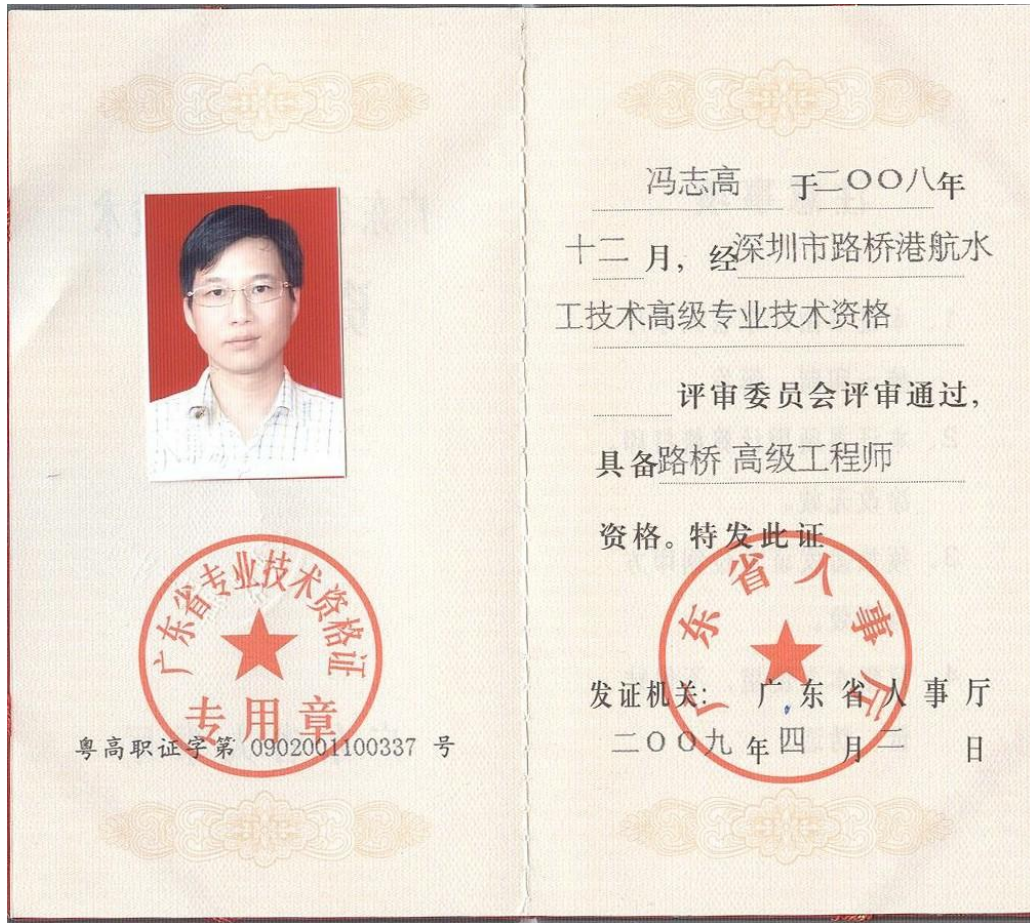 广东省专业技术资格证
专用章
粤高职证字第 0902001100337 号
冯志高 于二〇〇八年
十二月，经深圳市路桥港航水
工技术高级专业技术资格
评审委员会评审通过，
具备路桥 高级工程师
资格。特发此证
广东省人事厅
发证机关：广东省人事厅
二〇〇九年四月二日